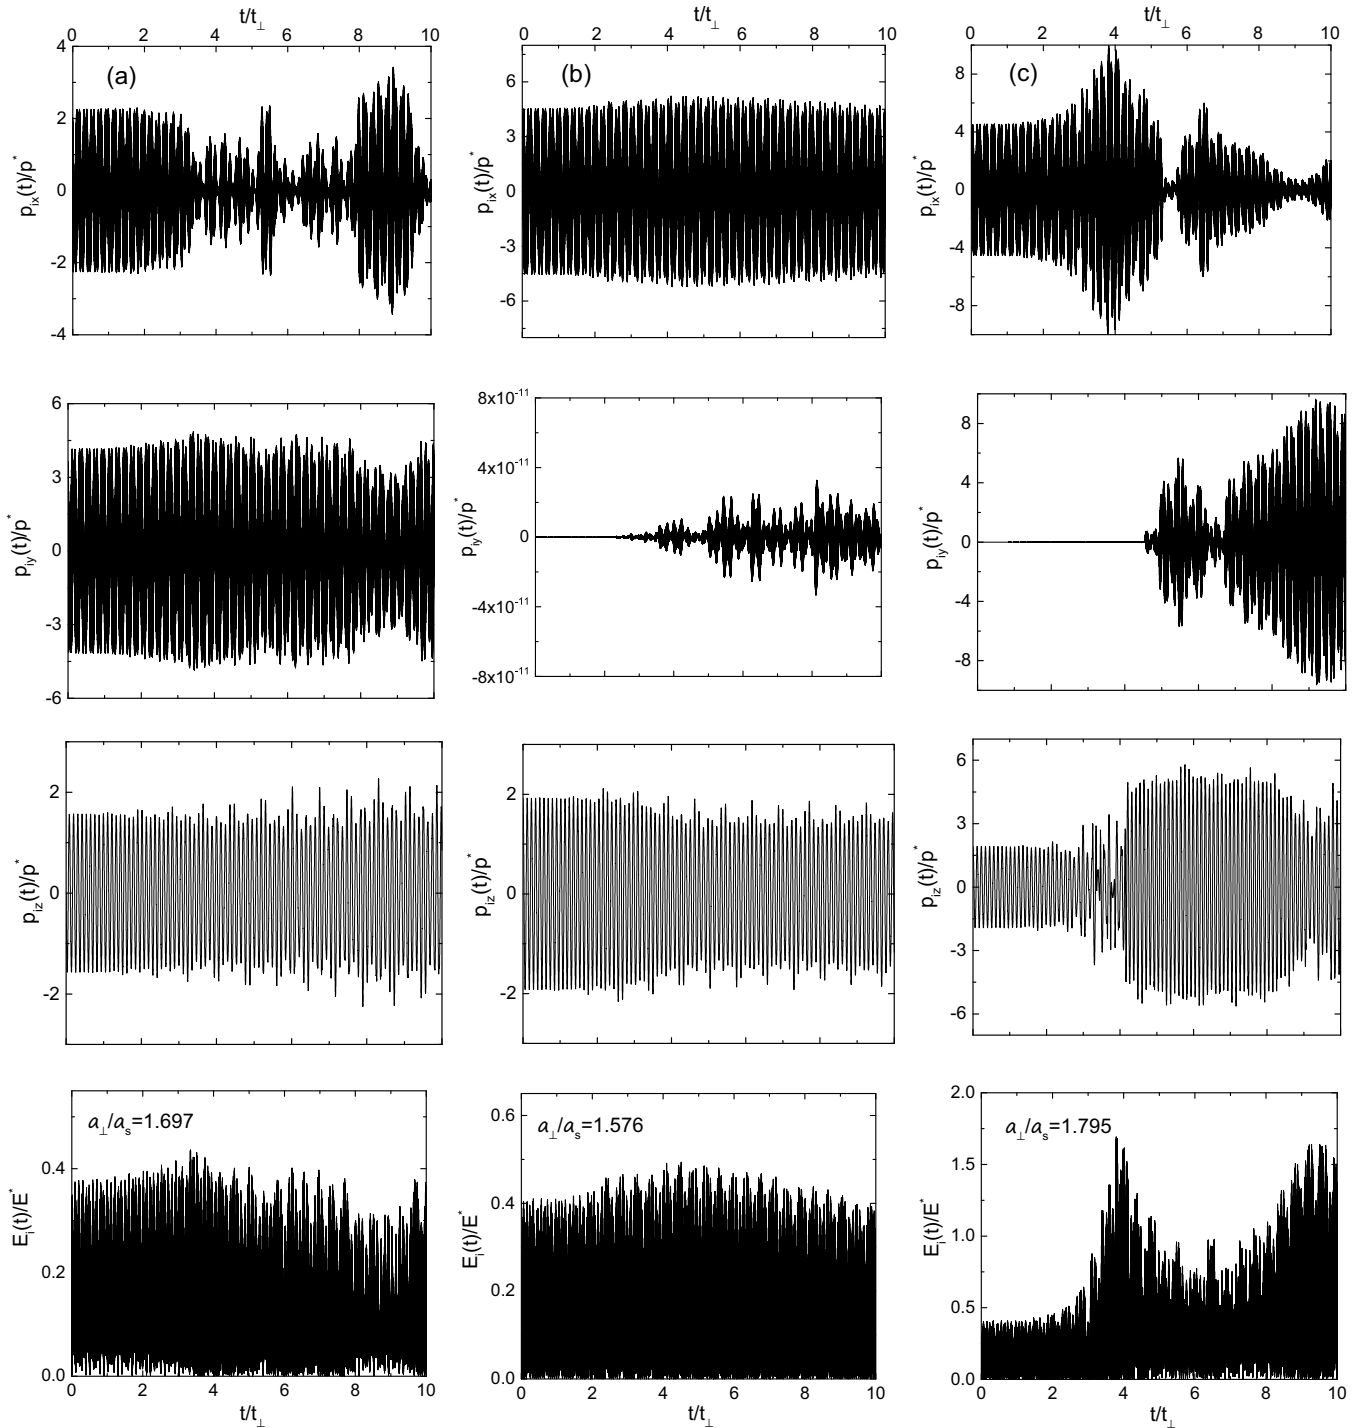 t/t⊥ t/t⊥ t/t⊥
0 2 4 6 8 10 0 2 4 6 8 10 0 2 4 6 8 10
(a) (b) (c)
4 2 0 -2 -4
p_ix(t)/p*
6 3 0 -3 -6
p_ix(t)/p*
8 4 0 -4 -8
p_ix(t)/p*
6 3 0 -3 -6
p_iy(t)/p*
8x10^-11 4x10^-11 0 -4x10^-11 -8x10^-11
p_iy(t)/p*
8 4 0 -4 -8
p_iy(t)/p*
2 0 -2
p_iz(t)/p*
2 0 -2
p_iz(t)/p*
6 3 0 -3 -6
p_iz(t)/p*
a⊥/a_s=1.697
0.4 0.2 0.0
E_i(t)/E*
a⊥/a_s=1.576
0.6 0.4 0.2 0.0
E_i(t)/E*
a⊥/a_s=1.795
2.0 1.5 1.0 0.5 0.0
E_i(t)/E*
0 2 4 6 8 10 0 2 4 6 8 10 0 2 4 6 8 10
t/t⊥ t/t⊥ t/t⊥